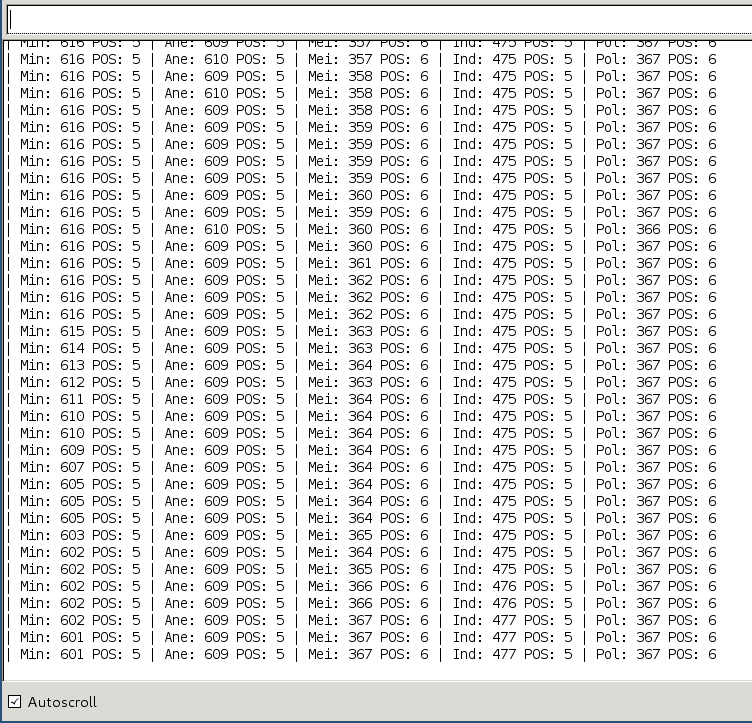 | Min: 616 POS: 5 | Ane: 609 POS: 5 | Mei: 357 POS: 6 | Ind: 475 POS: 5 | Pol: 367 POS: 6
| Min: 616 POS: 5 | Ane: 610 POS: 5 | Mei: 357 POS: 6 | Ind: 475 POS: 5 | Pol: 367 POS: 6
| Min: 616 POS: 5 | Ane: 609 POS: 5 | Mei: 358 POS: 6 | Ind: 475 POS: 5 | Pol: 367 POS: 6
| Min: 616 POS: 5 | Ane: 610 POS: 5 | Mei: 358 POS: 6 | Ind: 475 POS: 5 | Pol: 367 POS: 6
| Min: 616 POS: 5 | Ane: 609 POS: 5 | Mei: 358 POS: 6 | Ind: 475 POS: 5 | Pol: 367 POS: 6
| Min: 616 POS: 5 | Ane: 609 POS: 5 | Mei: 359 POS: 6 | Ind: 475 POS: 5 | Pol: 367 POS: 6
| Min: 616 POS: 5 | Ane: 609 POS: 5 | Mei: 359 POS: 6 | Ind: 475 POS: 5 | Pol: 367 POS: 6
| Min: 616 POS: 5 | Ane: 609 POS: 5 | Mei: 359 POS: 6 | Ind: 475 POS: 5 | Pol: 367 POS: 6
| Min: 616 POS: 5 | Ane: 609 POS: 5 | Mei: 359 POS: 6 | Ind: 475 POS: 5 | Pol: 367 POS: 6
| Min: 616 POS: 5 | Ane: 609 POS: 5 | Mei: 360 POS: 6 | Ind: 475 POS: 5 | Pol: 367 POS: 6
| Min: 616 POS: 5 | Ane: 609 POS: 5 | Mei: 359 POS: 6 | Ind: 475 POS: 5 | Pol: 367 POS: 6
| Min: 616 POS: 5 | Ane: 610 POS: 5 | Mei: 360 POS: 6 | Ind: 475 POS: 5 | Pol: 366 POS: 6
| Min: 616 POS: 5 | Ane: 609 POS: 5 | Mei: 360 POS: 6 | Ind: 475 POS: 5 | Pol: 367 POS: 6
| Min: 616 POS: 5 | Ane: 609 POS: 5 | Mei: 361 POS: 6 | Ind: 475 POS: 5 | Pol: 367 POS: 6
| Min: 616 POS: 5 | Ane: 609 POS: 5 | Mei: 362 POS: 6 | Ind: 475 POS: 5 | Pol: 367 POS: 6
| Min: 616 POS: 5 | Ane: 609 POS: 5 | Mei: 362 POS: 6 | Ind: 475 POS: 5 | Pol: 367 POS: 6
| Min: 616 POS: 5 | Ane: 609 POS: 5 | Mei: 362 POS: 6 | Ind: 475 POS: 5 | Pol: 367 POS: 6
| Min: 615 POS: 5 | Ane: 609 POS: 5 | Mei: 363 POS: 6 | Ind: 475 POS: 5 | Pol: 367 POS: 6
| Min: 614 POS: 5 | Ane: 609 POS: 5 | Mei: 363 POS: 6 | Ind: 475 POS: 5 | Pol: 367 POS: 6
| Min: 613 POS: 5 | Ane: 609 POS: 5 | Mei: 364 POS: 6 | Ind: 475 POS: 5 | Pol: 367 POS: 6
| Min: 612 POS: 5 | Ane: 609 POS: 5 | Mei: 363 POS: 6 | Ind: 475 POS: 5 | Pol: 367 POS: 6
| Min: 611 POS: 5 | Ane: 609 POS: 5 | Mei: 364 POS: 6 | Ind: 475 POS: 5 | Pol: 367 POS: 6
| Min: 610 POS: 5 | Ane: 609 POS: 5 | Mei: 364 POS: 6 | Ind: 475 POS: 5 | Pol: 367 POS: 6
| Min: 610 POS: 5 | Ane: 609 POS: 5 | Mei: 364 POS: 6 | Ind: 475 POS: 5 | Pol: 367 POS: 6
| Min: 609 POS: 5 | Ane: 609 POS: 5 | Mei: 364 POS: 6 | Ind: 475 POS: 5 | Pol: 367 POS: 6
| Min: 607 POS: 5 | Ane: 609 POS: 5 | Mei: 364 POS: 6 | Ind: 475 POS: 5 | Pol: 367 POS: 6
| Min: 605 POS: 5 | Ane: 609 POS: 5 | Mei: 364 POS: 6 | Ind: 475 POS: 5 | Pol: 367 POS: 6
| Min: 605 POS: 5 | Ane: 609 POS: 5 | Mei: 364 POS: 6 | Ind: 475 POS: 5 | Pol: 367 POS: 6
| Min: 605 POS: 5 | Ane: 609 POS: 5 | Mei: 364 POS: 6 | Ind: 475 POS: 5 | Pol: 367 POS: 6
| Min: 603 POS: 5 | Ane: 609 POS: 5 | Mei: 365 POS: 6 | Ind: 475 POS: 5 | Pol: 367 POS: 6
| Min: 602 POS: 5 | Ane: 609 POS: 5 | Mei: 364 POS: 6 | Ind: 475 POS: 5 | Pol: 367 POS: 6
| Min: 602 POS: 5 | Ane: 609 POS: 5 | Mei: 365 POS: 6 | Ind: 475 POS: 5 | Pol: 367 POS: 6
| Min: 602 POS: 5 | Ane: 609 POS: 5 | Mei: 366 POS: 6 | Ind: 476 POS: 5 | Pol: 367 POS: 6
| Min: 602 POS: 5 | Ane: 609 POS: 5 | Mei: 366 POS: 6 | Ind: 476 POS: 5 | Pol: 367 POS: 6
| Min: 602 POS: 5 | Ane: 609 POS: 5 | Mei: 367 POS: 6 | Ind: 477 POS: 5 | Pol: 367 POS: 6
| Min: 601 POS: 5 | Ane: 609 POS: 5 | Mei: 367 POS: 6 | Ind: 477 POS: 5 | Pol: 367 POS: 6
| Min: 601 POS: 5 | Ane: 609 POS: 5 | Mei: 367 POS: 6 | Ind: 477 POS: 5 | Pol: 367 POS: 6
Autoscroll